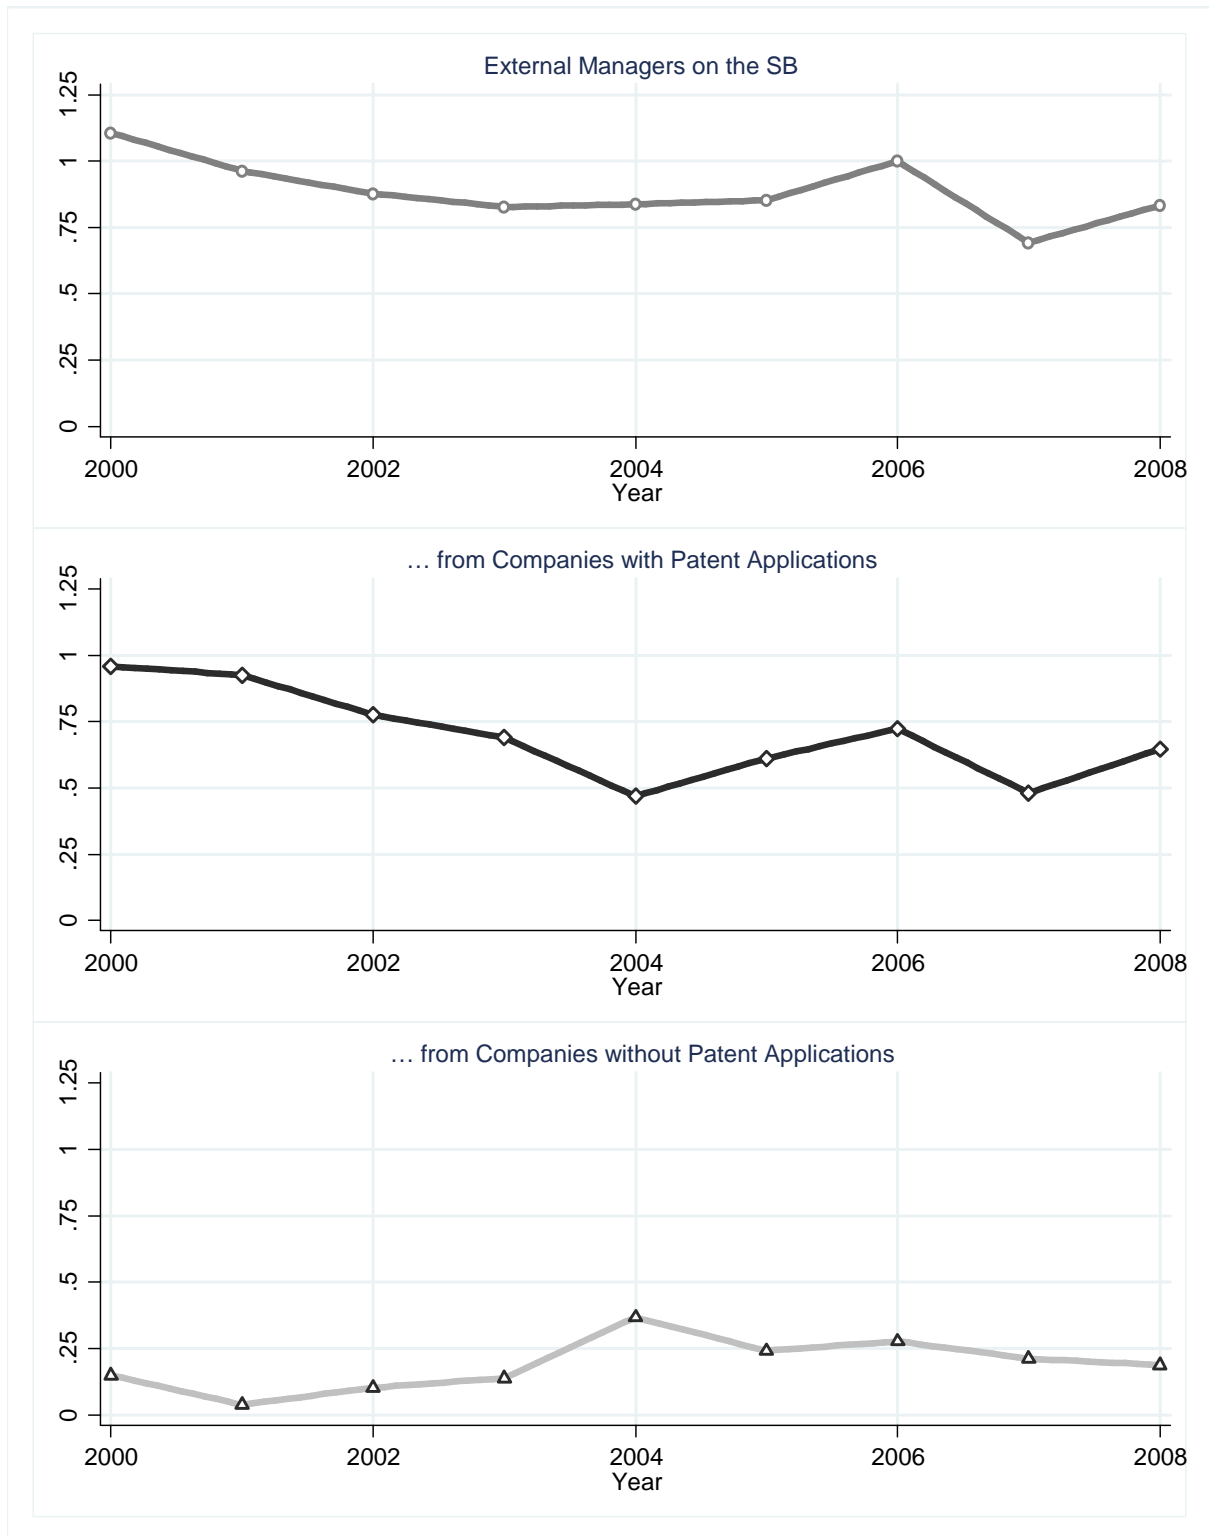 External Managers on the SB
1.25
1
.75
.5
.25
0
2000 2002 2004 2006 2008
Year
… from Companies with Patent Applications
1.25
1
.75
.5
.25
0
2000 2002 2004 2006 2008
Year
… from Companies without Patent Applications
1.25
1
.75
.5
.25
0
2000 2002 2004 2006 2008
Year